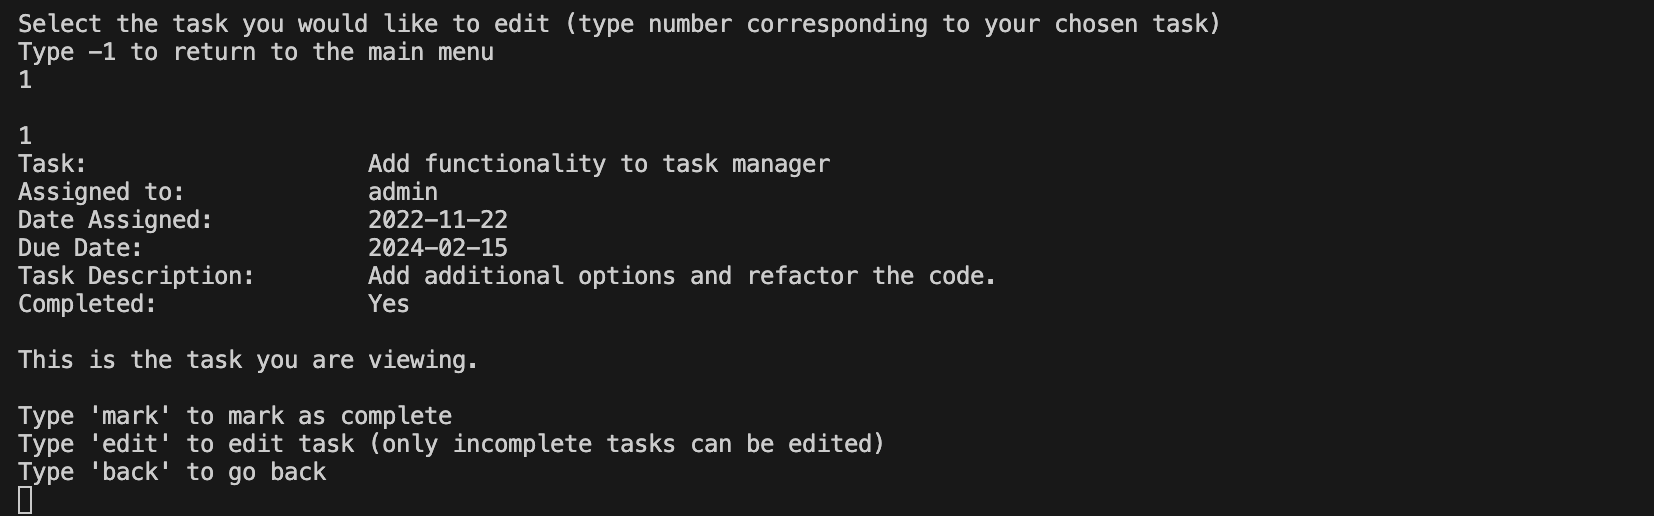 Select the task you would like to edit (type number corresponding to your chosen task)
Type -1 to return to the main menu
1
1
Task: Add functionality to task manager
Assigned to: admin
Date Assigned: 2022-11-22
Due Date: 2024-02-15
Task Description: Add additional options and refactor the code.
Completed: Yes
This is the task you are viewing.
Type 'mark' to mark as complete
Type 'edit' to edit task (only incomplete tasks can be edited)
Type 'back' to go back